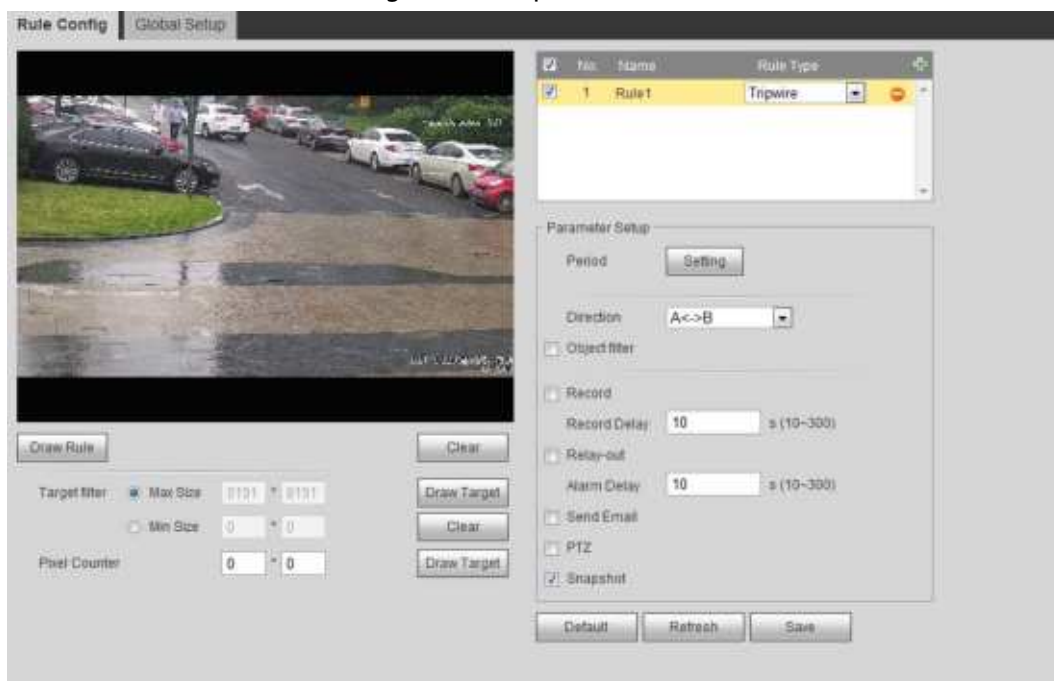 Rule Config Global Setup
No. Name Rule Type
1 Rule1 Tripwire
Parameter Setup
Period Setting
Direction A<->B
Object filter
Record
Record Delay 10 s (10~300)
Relay-out
Alarm Delay 10 s (10~300)
Send Email
PTZ
Snapshot
Default Refresh Save
Draw Rule Clear
Target filter Max Size 8191 * 8191 Draw Target
Min Size 0 * 0 Clear
Pixel Counter 0 * 0 Draw Target